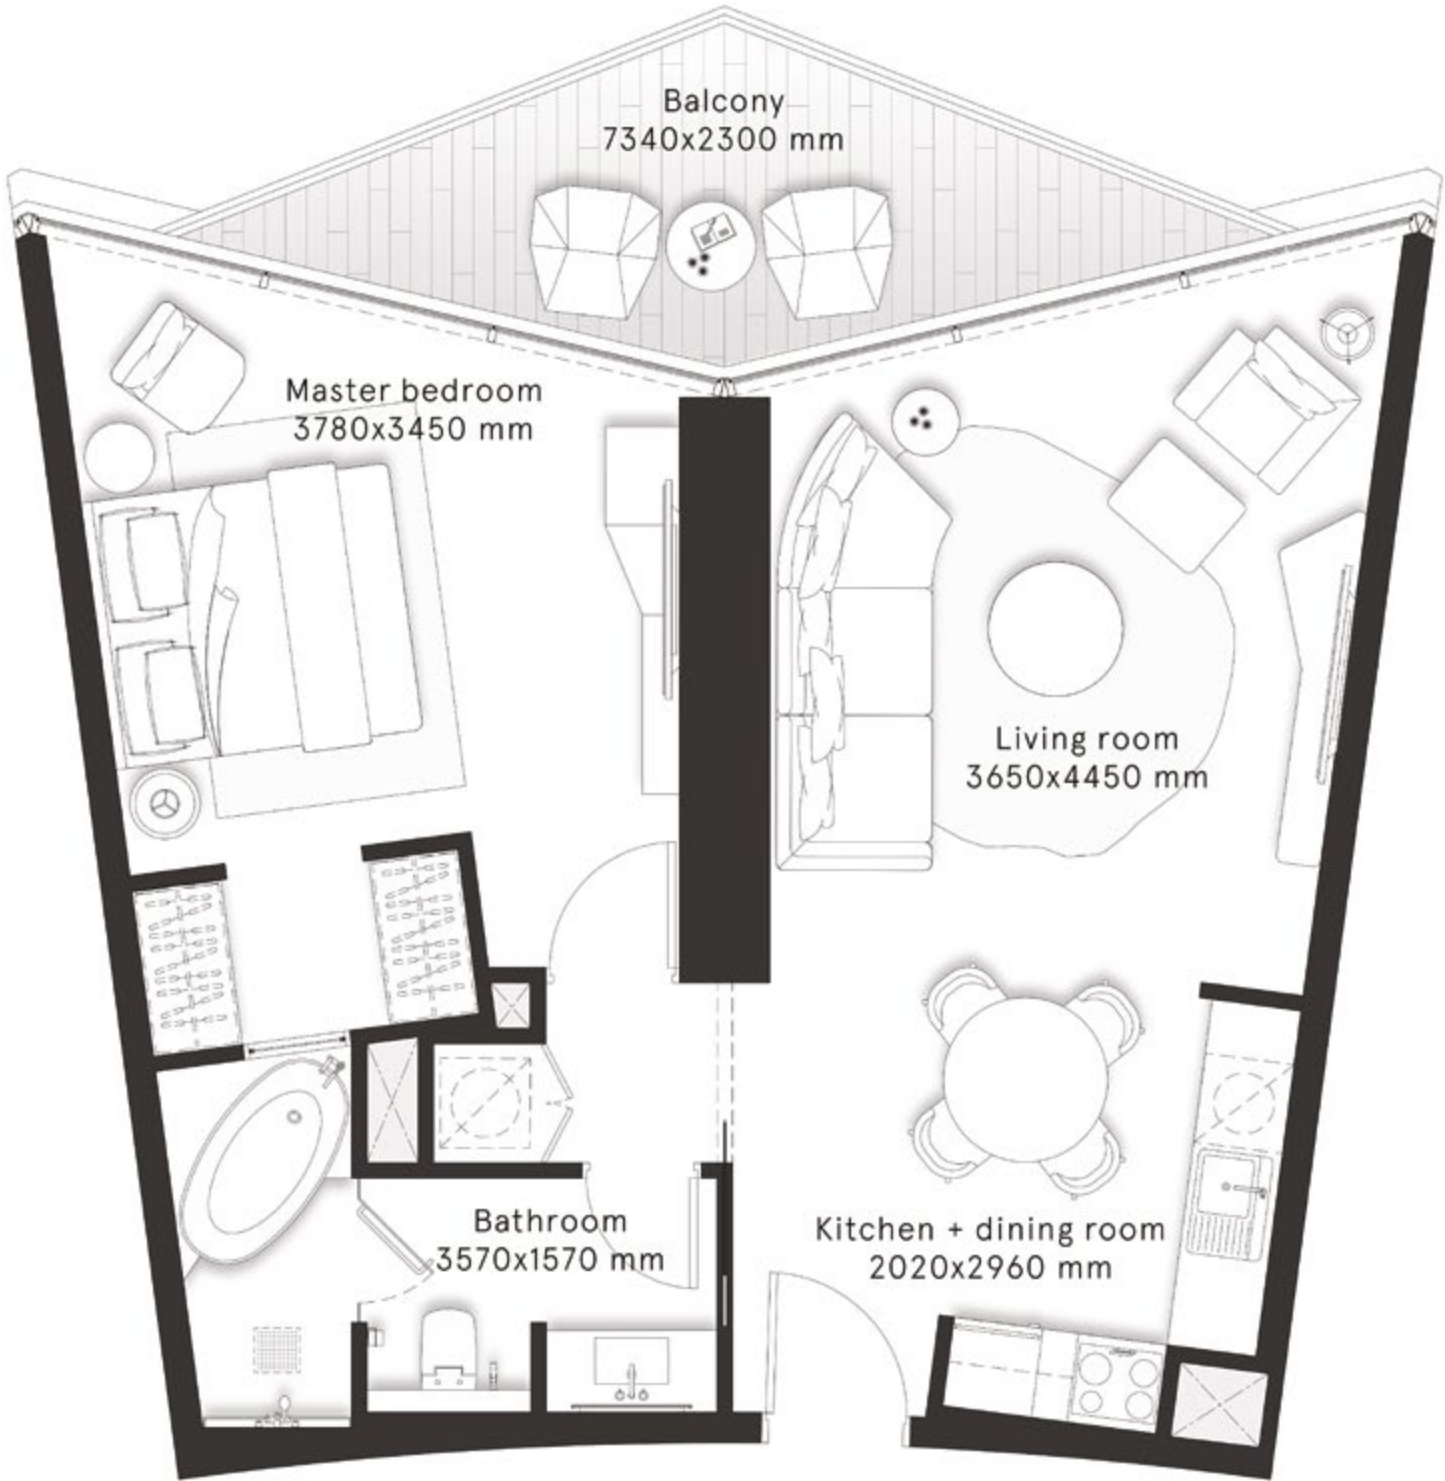 Balcony
7340x2300 mm
Master bedroom
3780x3450 mm
Living room
3650x4450 mm
Bathroom
3570x1570 mm
Kitchen + dining room
2020x2960 mm